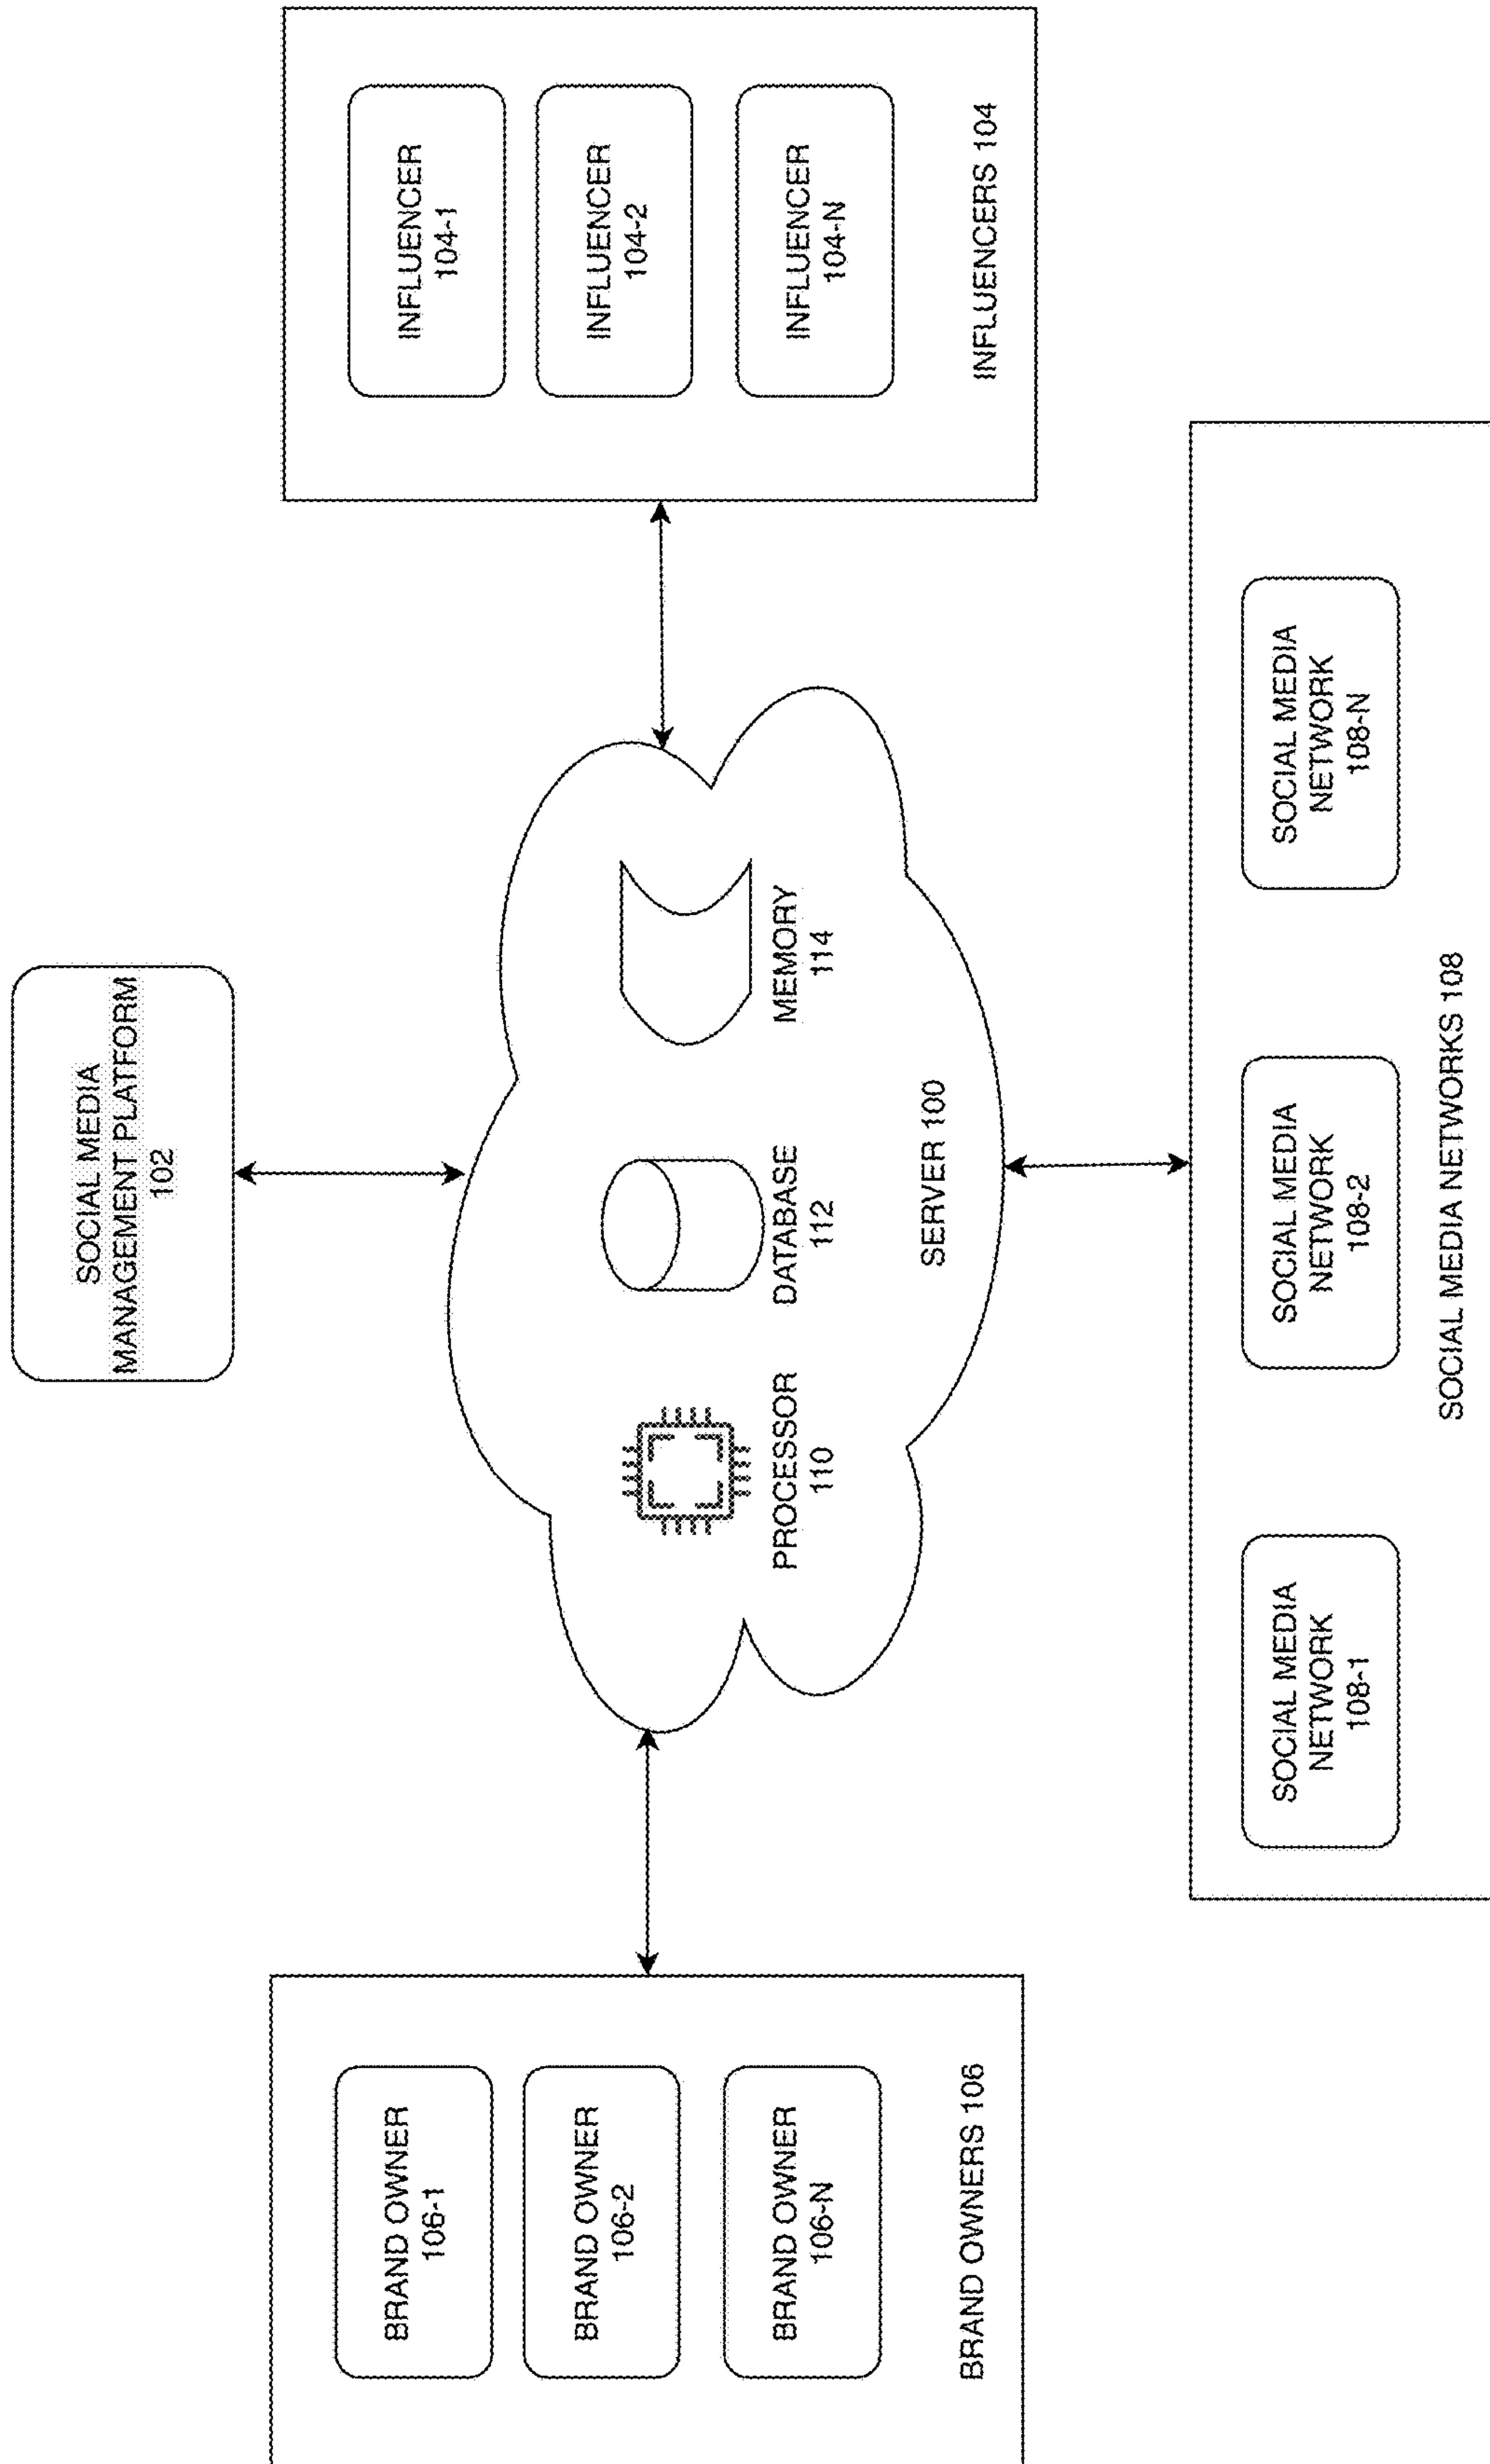 SOCIAL MEDIA
MANAGEMENT PLATFORM
102
BRAND OWNER
106-1
BRAND OWNER
106-2
BRAND OWNER
106-N
BRAND OWNERS 106
PROCESSOR
110
DATABASE
112
MEMORY
114
SERVER 100
INFLUENCER
104-1
INFLUENCER
104-2
INFLUENCER
104-N
INFLUENCERS 104
SOCIAL MEDIA
NETWORK
108-1
SOCIAL MEDIA
NETWORK
108-2
SOCIAL MEDIA
NETWORK
108-N
SOCIAL MEDIA NETWORKS 108